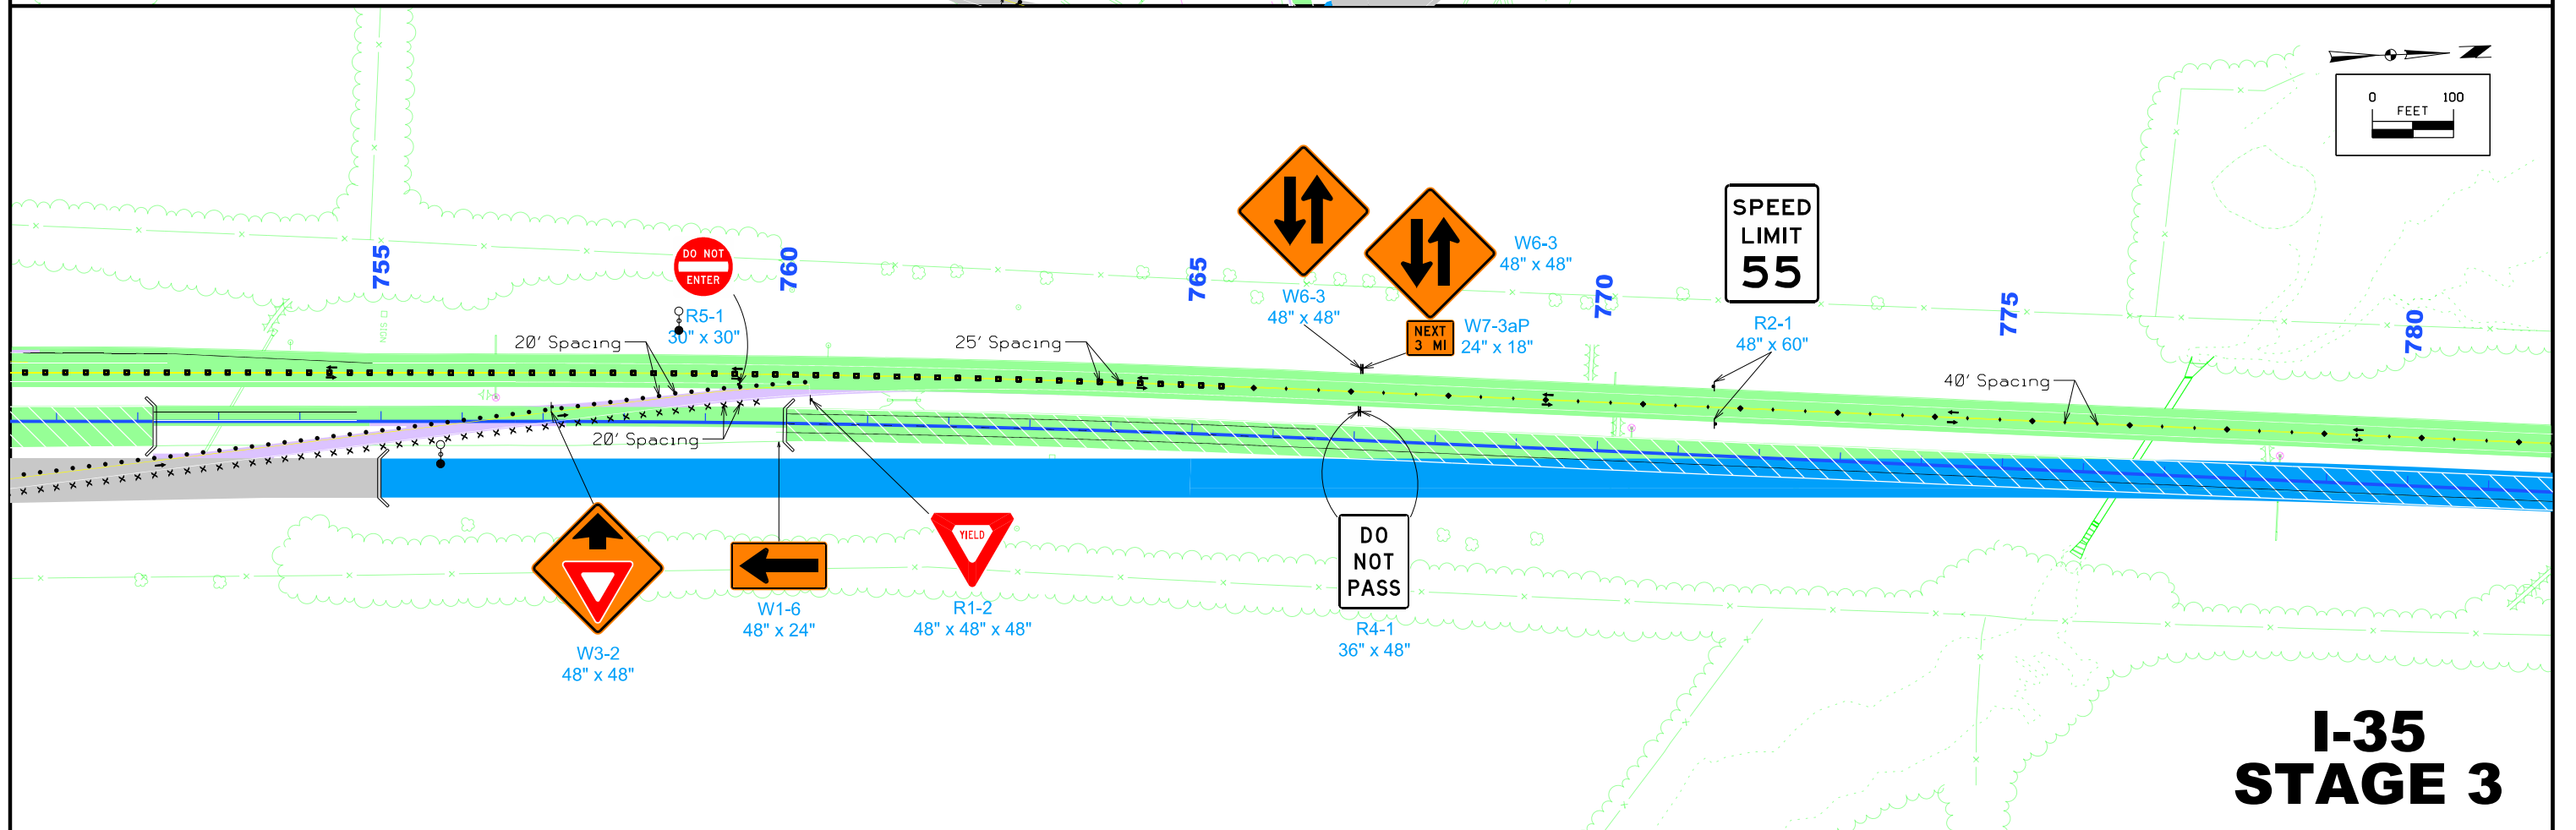 0 100
FEET
SPEED
LIMIT
55
R2-1
48" x 60"
W6-3
48" x 48"
W6-3
48" x 48"
NEXT
3 MI
W7-3aP
24" x 18"
DO NOT
ENTER
R5-1
30" x 30"
755
760
765
770
775
780
SIGN
20' Spacing
25' Spacing
40' Spacing
20' Spacing
YIELD
DO
NOT
PASS
W3-2
48" x 48"
W1-6
48" x 24"
R1-2
48" x 48" x 48"
R4-1
36" x 48"
I-35
STAGE 3